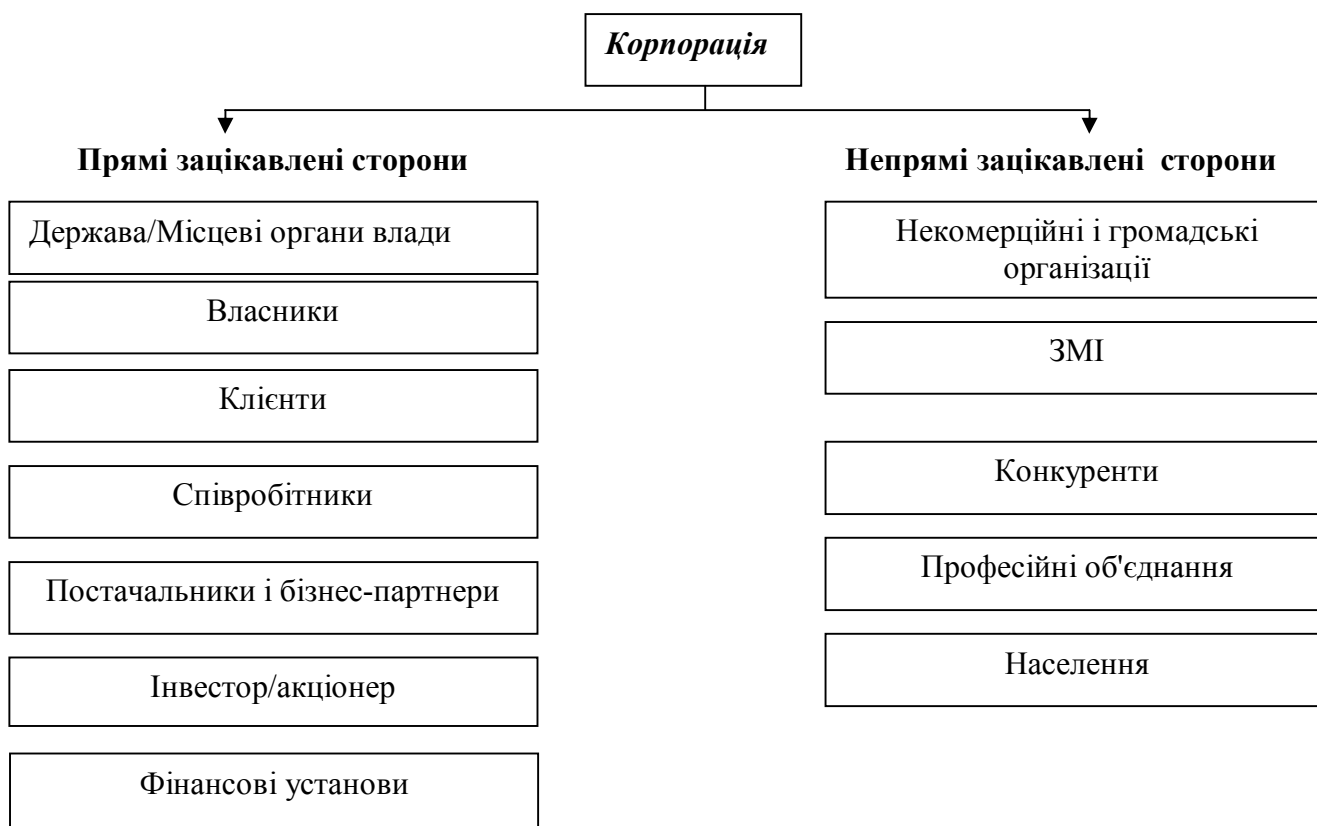 Корпорація
Прямі зацікавлені сторони
Держава/Місцеві органи влади
Власники
Клієнти
Співробітники
Постачальники і бізнес-партнери
Інвестор/акціонер
Фінансові установи
Непрямі зацікавлені сторони
Некомерційні і громадські
організації
ЗМІ
Конкуренти
Професійні об'єднання
Населення